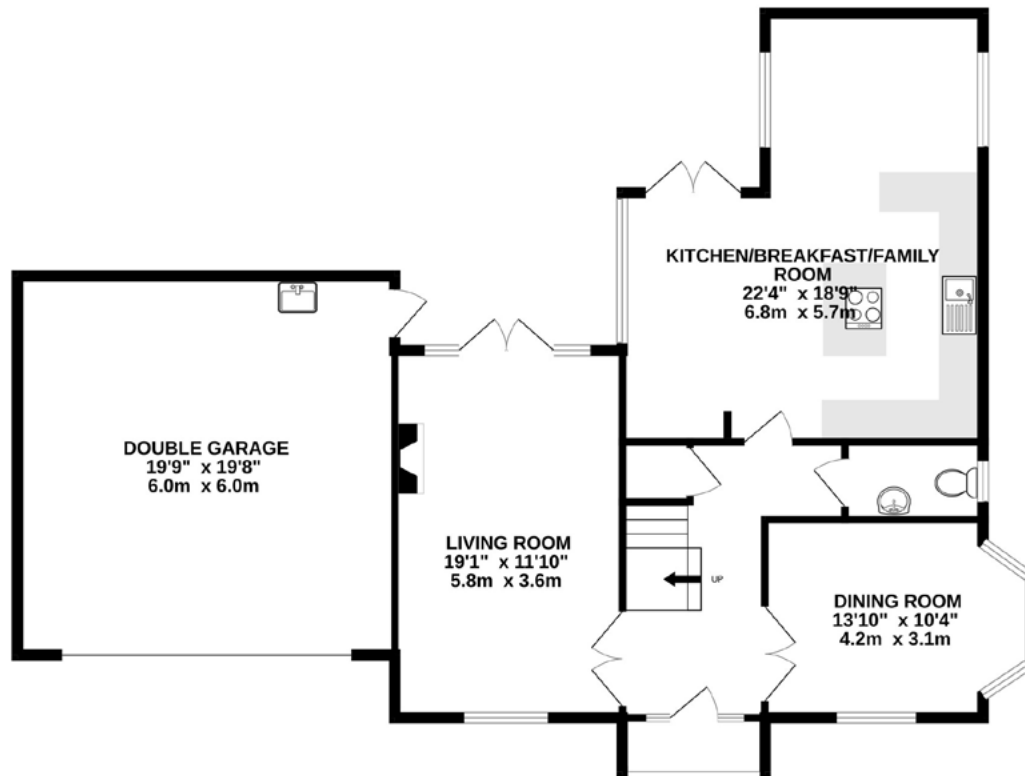 KITCHEN/BREAKFAST/FAMILY
ROOM
22'4" x 18'9"
6.8m x 5.7m
DOUBLE GARAGE
19'9" x 19'8"
6.0m x 6.0m
LIVING ROOM
19'1" x 11'10"
5.8m x 3.6m
UP
DINING ROOM
13'10" x 10'4"
4.2m x 3.1m